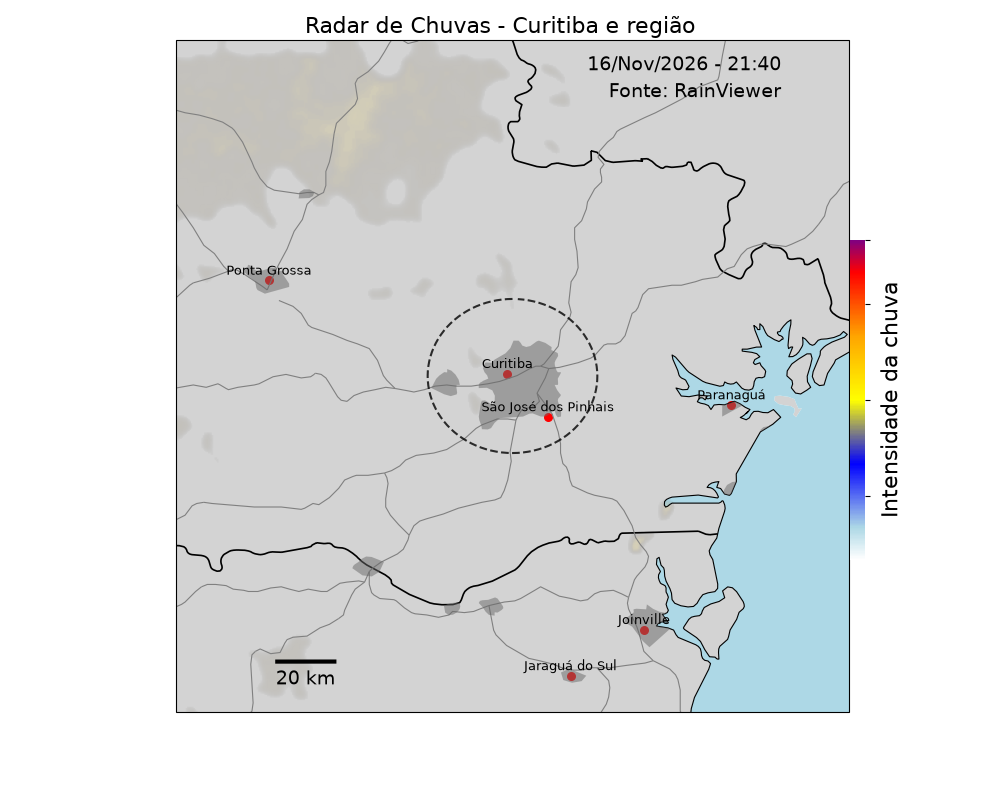 Radar de Chuvas - Curitiba e região
16/Nov/2026 - 21:40
Fonte: RainViewer
Ponta Grossa
Curitiba
São José dos Pinhais
Paranaguá
Intensidade da chuva
Joinville
Jaraguá do Sul
20 km